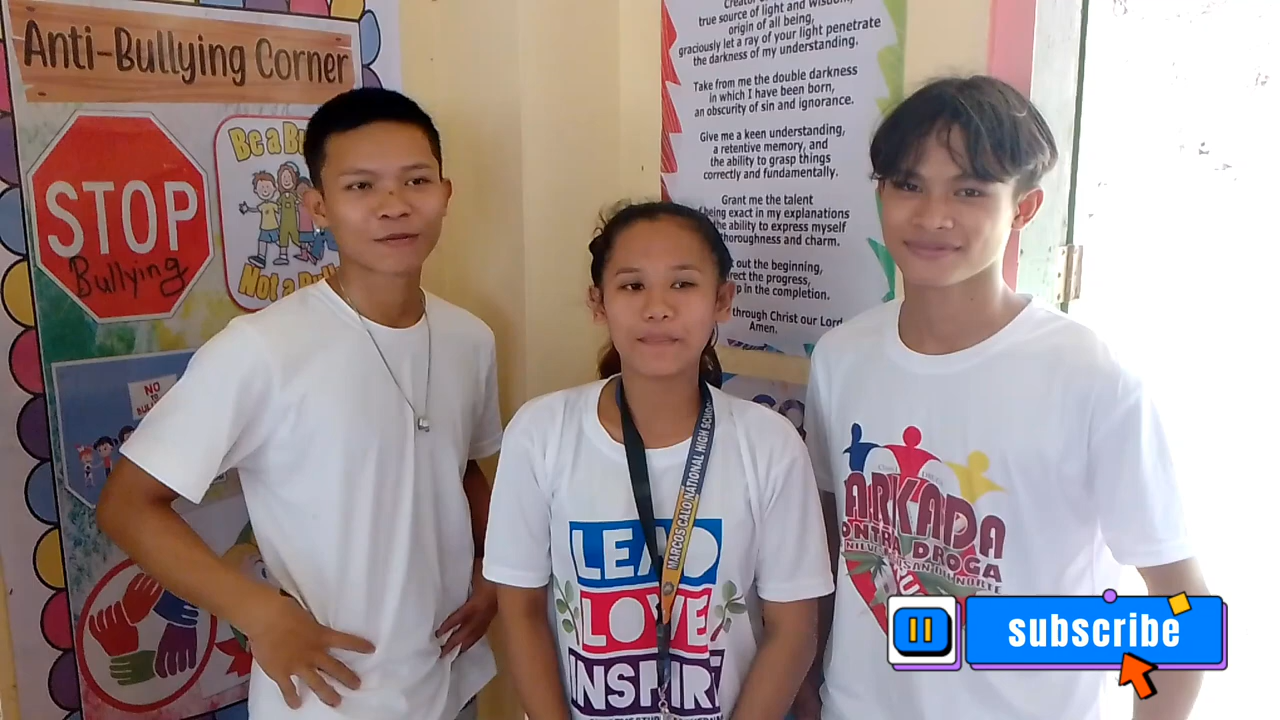 Anti-Bullying Corner
STOP
Bullying
Be a
Not a
NO
TO
true source of light and wisdom,
origin of all being,
graciously let a ray of your light penetrate
the darkness of my understanding.
Take from me the double darkness
in which I have been born,
an obscurity of sin and ignorance.
Give me a keen understanding,
a retentive memory, and
the ability to grasp things
correctly and fundamentally.
Grant me the talent
being exact in my explanations
the ability to express myself
thoroughness and charm.
out the beginning,
the progress,
in the completion.
through Christ our Lord
Amen.
MARCOS CALO NATIONAL HIGH SCHOOL
LEAD
LOVE
INSPIRE
BARKADA
KONTRA DROGA
subscribe